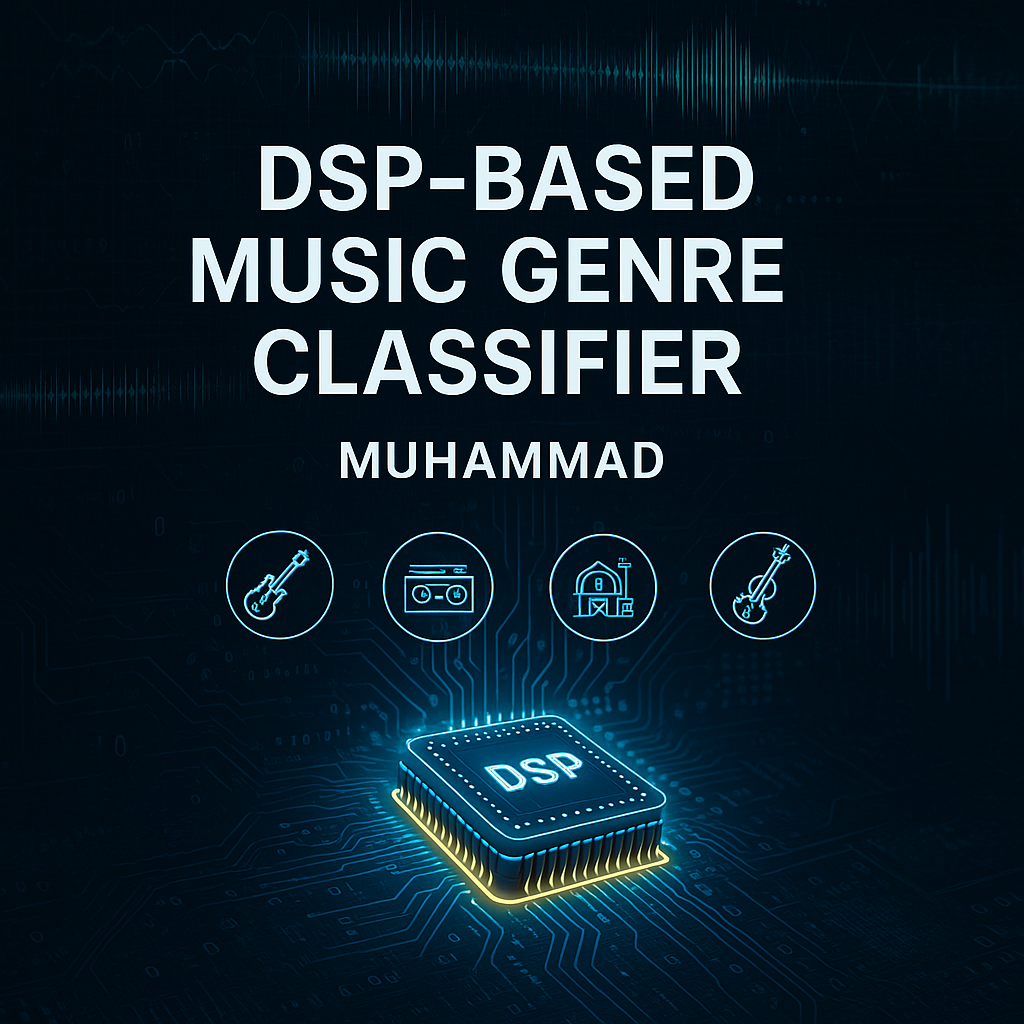 DSP-BASED
MUSIC GENRE
CLASSIFIER
MUHAMMAD
DSP